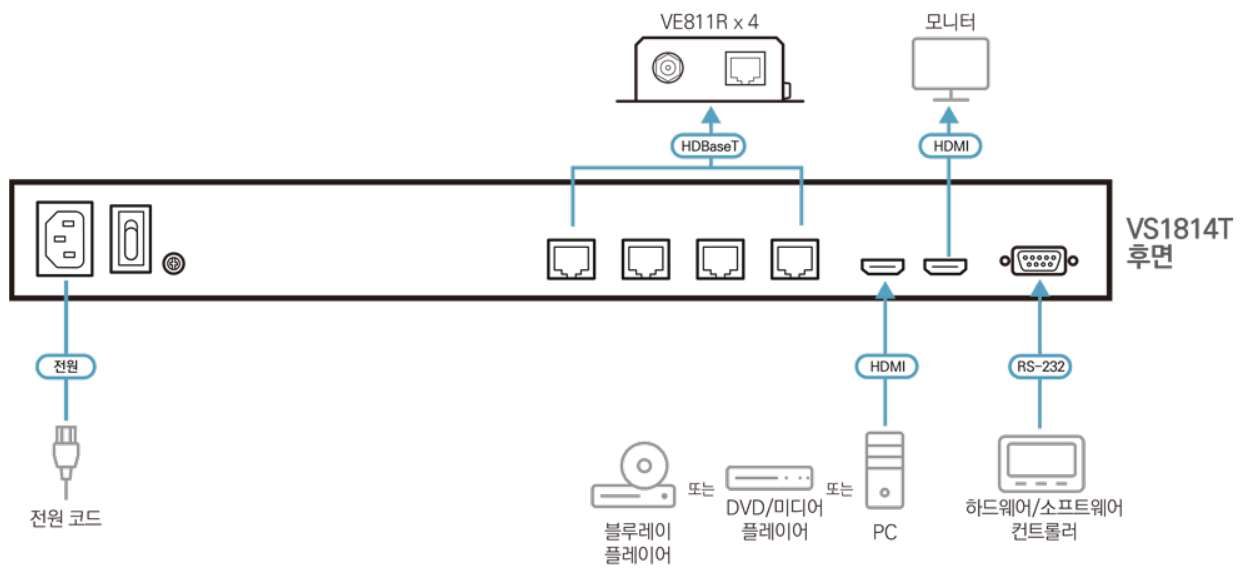 VE811R x 4
모니터
HDBaseT
HDMI
VS1814T
후면
전원
HDMI
RS-232
전원 코드
블루레이
플레이어
또는
DVD/미디어
플레이어
또는
PC
하드웨어/소프트웨어
컨트롤러